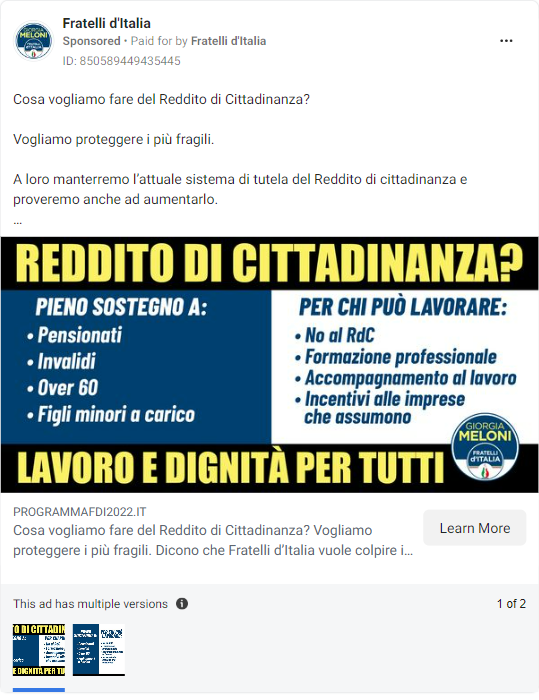 Fratelli d'Italia
Sponsored • Paid for by Fratelli d'Italia
ID: 850589449435445
Cosa vogliamo fare del Reddito di Cittadinanza?
Vogliamo proteggere i più fragili.
A loro manterremo l'attuale sistema di tutela del Reddito di cittadinanza e
proveremo anche ad aumentarlo.
...
REDDITO DI CITTADINANZA?
PIENO SOSTEGNO A:
• Pensionati
• Invalidi
• Over 60
• Figli minori a carico
PER CHI PUÒ LAVORARE:
• No al RdC
• Formazione professionale
• Accompagnamento al lavoro
• Incentivi alle imprese
che assumono
LAVORO E DIGNITÀ PER TUTTI
GIORGIA
MELONI
FRATELLI
d'ITALIA
PROGRAMMAFDI2022.IT
Cosa vogliamo fare del Reddito di Cittadinanza? Vogliamo
proteggere i più fragili. Dicono che Fratelli d'Italia vuole colpire i...
Learn More
This ad has multiple versions
1 of 2